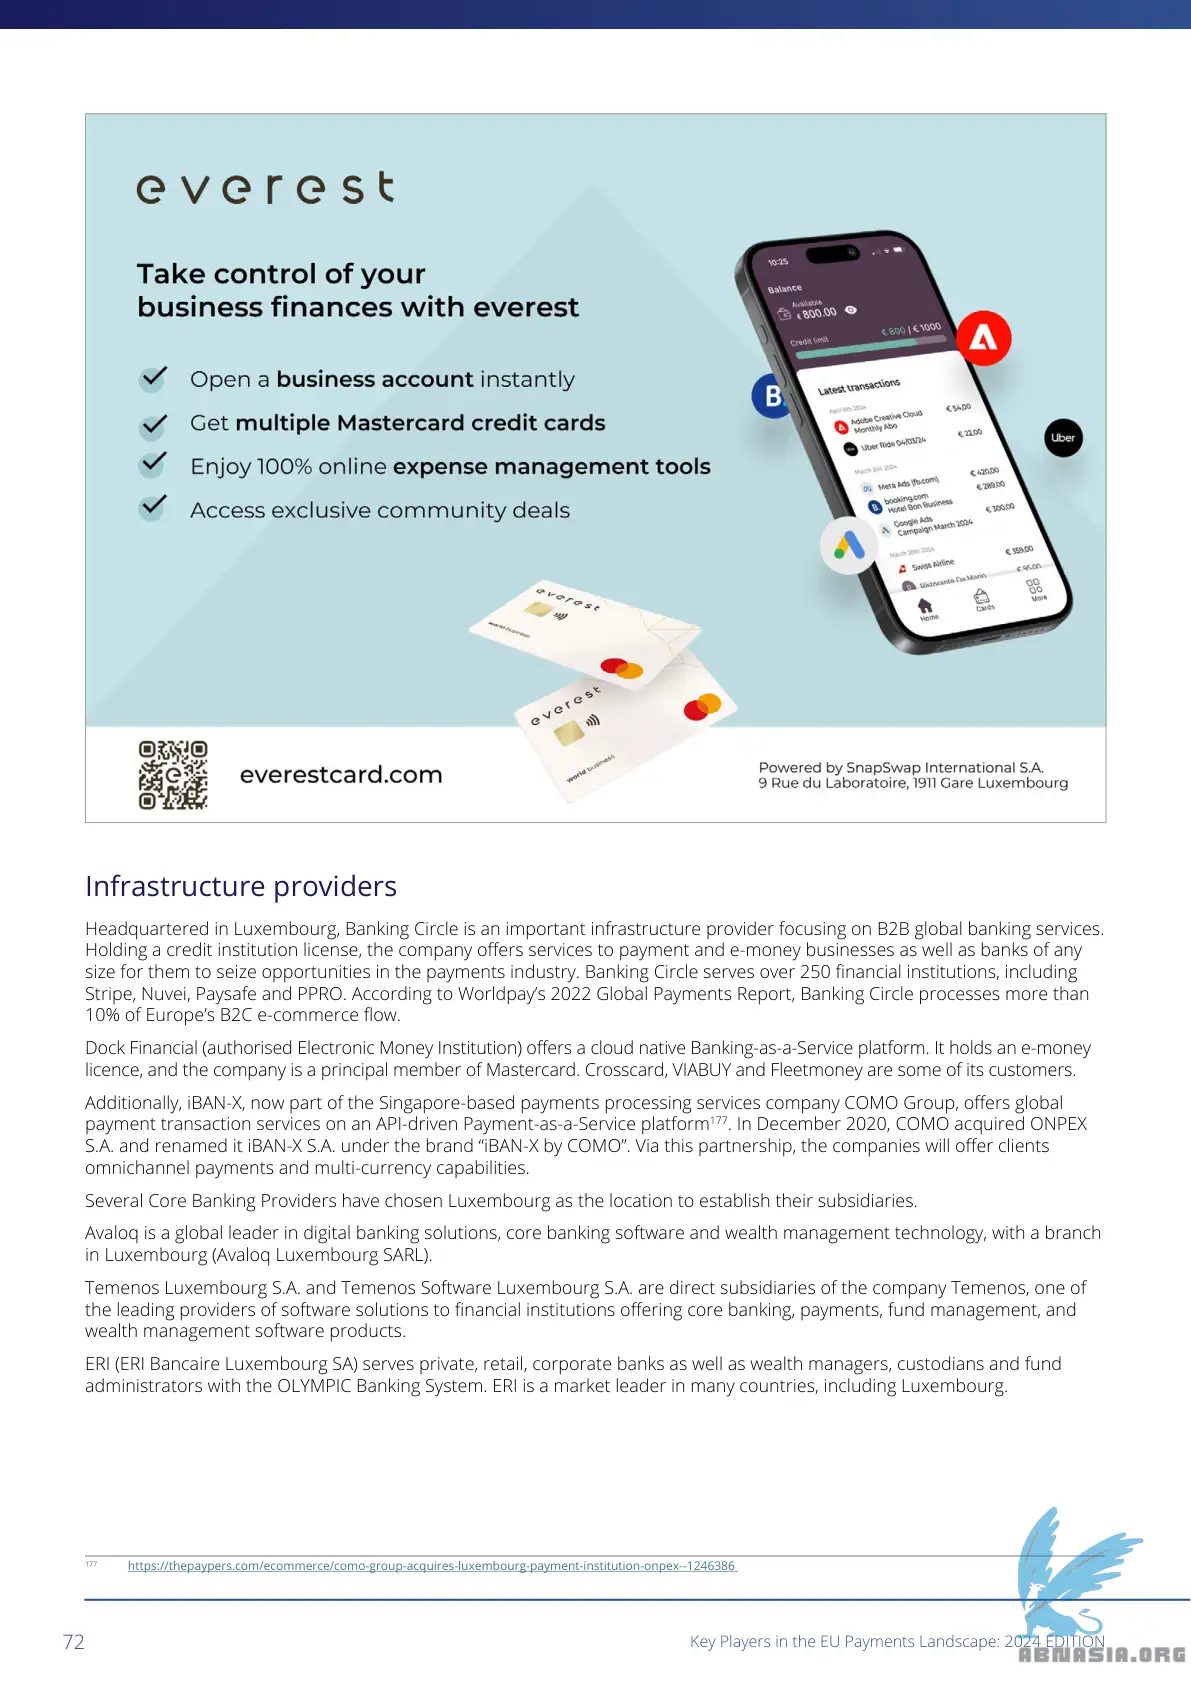 everest
Take control of your
business finances with everest
Open a business account instantly
Get multiple Mastercard credit cards
Enjoy 100% online expense management tools
Access exclusive community deals
10:25
Balance
Available
€ 800.00
Credit limit
€ 800 | € 1000
Latest transactions
April 4th 2024
Adobe Creative Cloud
Monthly Abo
€ 54,00
Uber Ride 04/03/24
€ 22,00
March 31st, 2024
Meta Ads (fb.com)
€ 420,00
booking.com
Hotel Bon Business
€ 289,00
Google Ads
Campaign March 2024
€ 300,00
Swiss Airline
€ 359,00
Ristorante Da Mario
€ 95,00
Home
Cards
More
B.
Uber
everest
world business
everest
world business
everestcard.com
Powered by SnapSwap International S.A.
9 Rue du Laboratoire, 1911 Gare Luxembourg
Infrastructure providers
Headquartered in Luxembourg, Banking Circle is an important infrastructure provider focusing on B2B global banking services.
Holding a credit institution license, the company offers services to payment and e-money businesses as well as banks of any
size for them to seize opportunities in the payments industry. Banking Circle serves over 250 financial institutions, including
Stripe, Nuvei, Paysafe and PPRO. According to Worldpay’s 2022 Global Payments Report, Banking Circle processes more than
10% of Europe’s B2C e-commerce flow.
Dock Financial (authorised Electronic Money Institution) offers a cloud native Banking-as-a-Service platform. It holds an e-money
licence, and the company is a principal member of Mastercard. Crosscard, VIABUY and Fleetmoney are some of its customers.
Additionally, iBAN-X, now part of the Singapore-based payments processing services company COMO Group, offers global
payment transaction services on an API-driven Payment-as-a-Service platform177. In December 2020, COMO acquired ONPEX
S.A. and renamed it iBAN-X S.A. under the brand “iBAN-X by COMO”. Via this partnership, the companies will offer clients
omnichannel payments and multi-currency capabilities.
Several Core Banking Providers have chosen Luxembourg as the location to establish their subsidiaries.
Avaloq is a global leader in digital banking solutions, core banking software and wealth management technology, with a branch
in Luxembourg (Avaloq Luxembourg SARL).
Temenos Luxembourg S.A. and Temenos Software Luxembourg S.A. are direct subsidiaries of the company Temenos, one of
the leading providers of software solutions to financial institutions offering core banking, payments, fund management, and
wealth management software products.
ERI (ERI Bancaire Luxembourg SA) serves private, retail, corporate banks as well as wealth managers, custodians and fund
administrators with the OLYMPIC Banking System. ERI is a market leader in many countries, including Luxembourg.
177 https://thepaypers.com/ecommerce/como-group-acquires-luxembourg-payment-institution-onpex--1246386
72
Key Players in the EU Payments Landscape: 2024 EDITION
ABNASIA.ORG